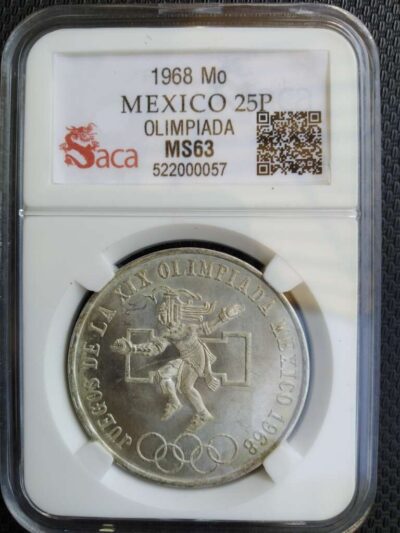 1968 Mo
MEXICO 25P
OLIMPIADA
MS63
522000057
Saca
JUEGOS DE LA XIX OLIMPIADA MEXICO 1968